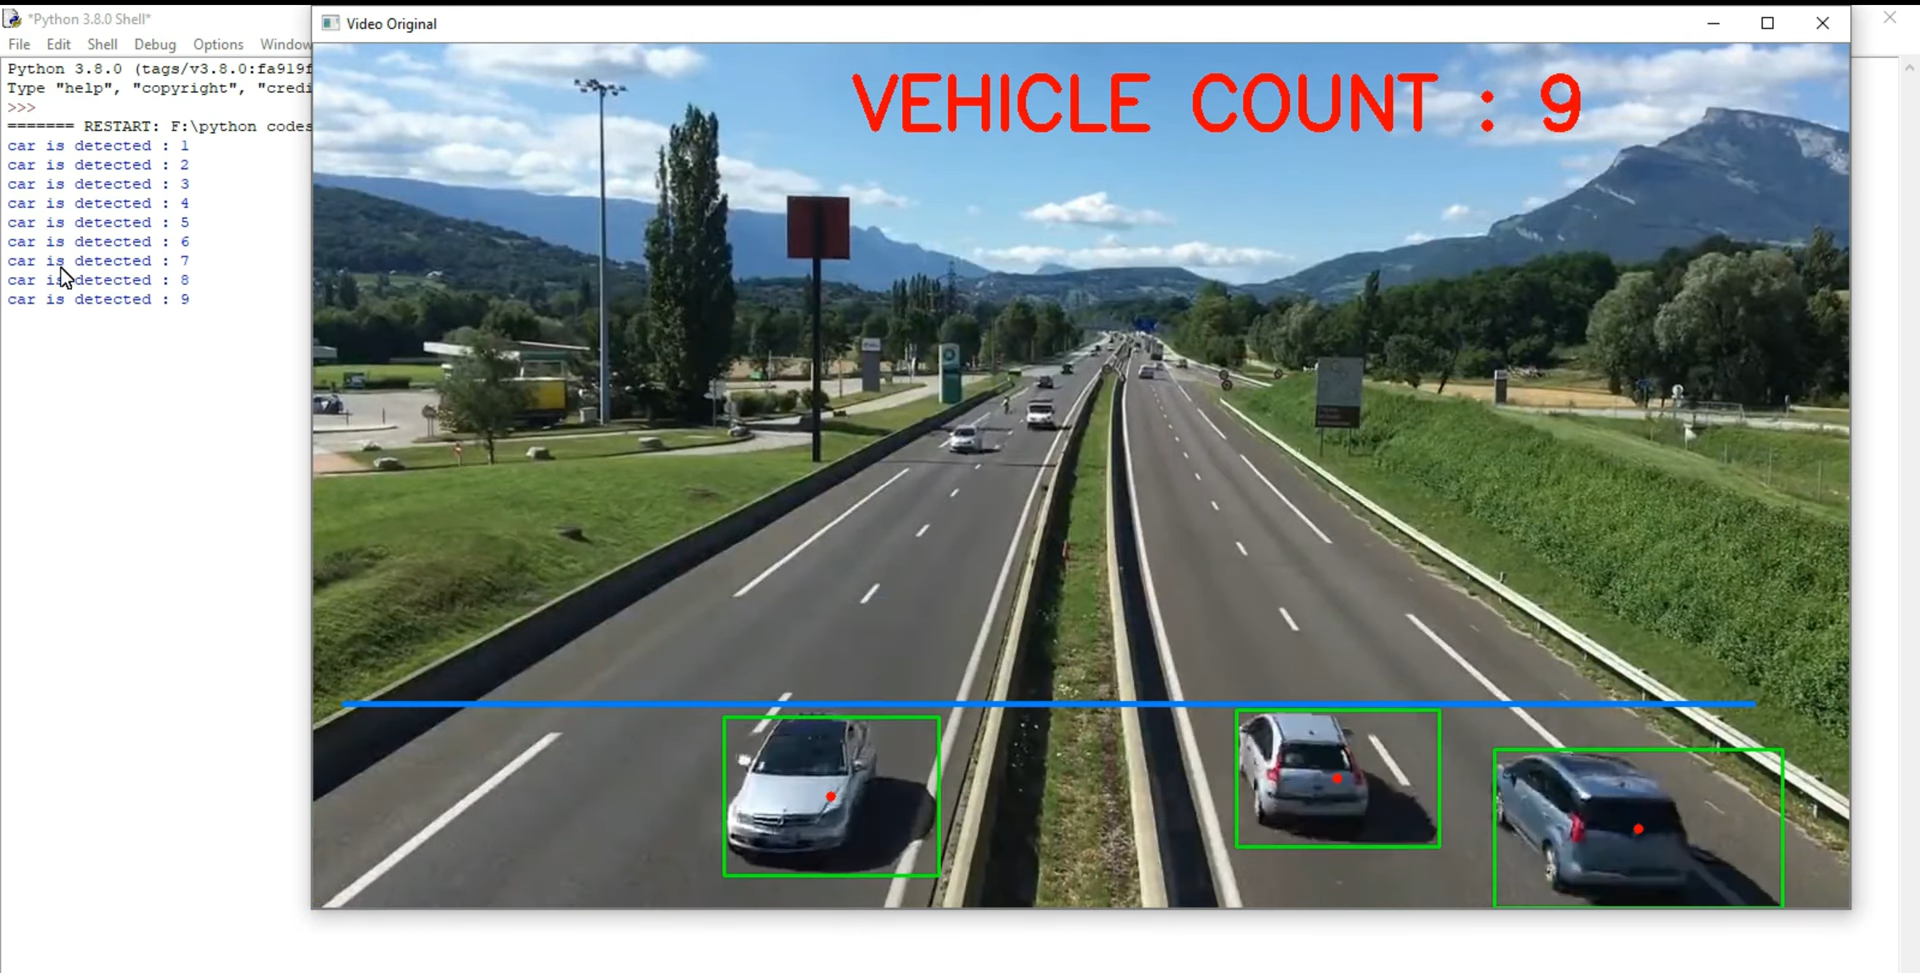 *Python 3.8.0 Shell*
File Edit Shell Debug Options Window
Python 3.8.0 (tags/v3.8.0:fa919f
Type "help", "copyright", "credi
>>>
======= RESTART: F:\python codes
car is detected : 1
car is detected : 2
car is detected : 3
car is detected : 4
car is detected : 5
car is detected : 6
car is detected : 7
car is detected : 8
car is detected : 9
Video Original
VEHICLE COUNT : 9